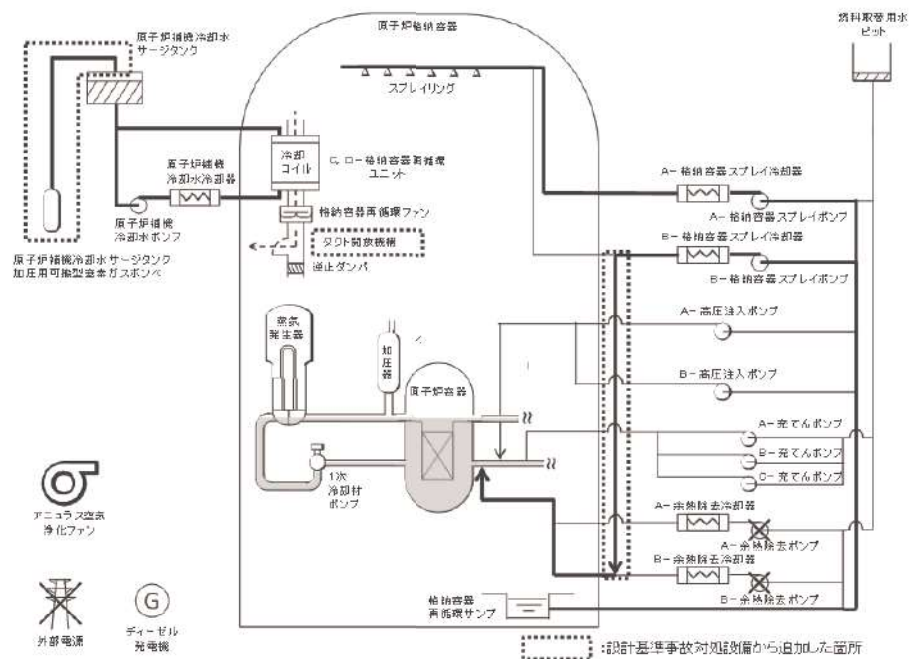 原子炉格納容器
燃料取替用水
ピット
原子炉補機冷却水
サージタンク
スプレイリング
冷却
コイル
C, D-格納容器再循環
ユニット
原子炉補機
冷却水冷却器
原子炉補機
冷却水ポンプ
格納容器再循環ファン
ダクト開放機構
逆止ダンパ
原子炉補機冷却水サージタンク
加圧用可搬型窒素ガスボンベ
A-格納容器スプレイ冷却器
A-格納容器スプレイポンプ
B-格納容器スプレイ冷却器
B-格納容器スプレイポンプ
A-高圧注入ポンプ
B-高圧注入ポンプ
蒸気
発生器
加
圧
器
原子炉容器
1次
冷却材
ポンプ
A-充てんポンプ
B-充てんポンプ
C-充てんポンプ
A-余熱除去冷却器
A-余熱除去ポンプ
B-余熱除去冷却器
B-余熱除去ポンプ
アニュラス空気
浄化ファン
外部電源
G
ディーゼル
発電機
格納容器
再循環サンプ
:設計基準事故対処設備から追加した箇所